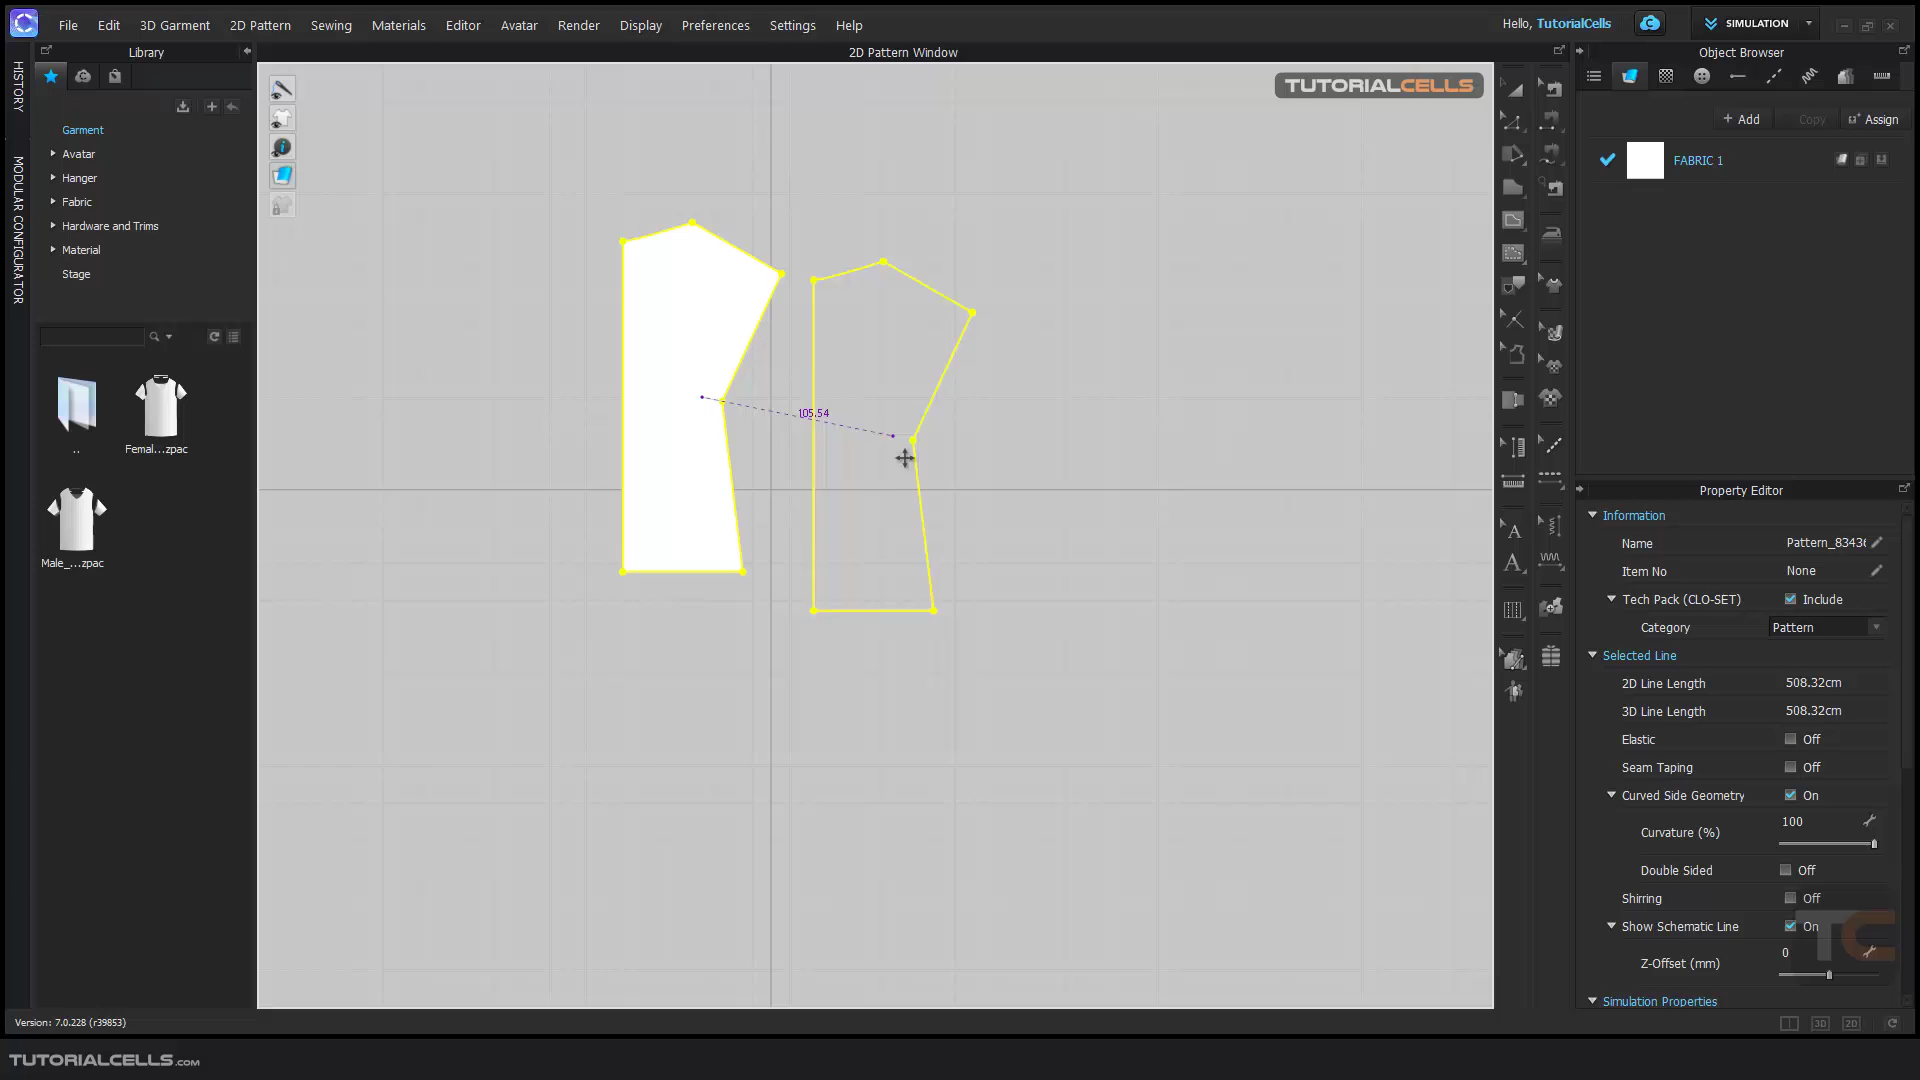 File Edit 3D Garment 2D Pattern Sewing Materials Editor Avatar Render Display Preferences Settings Help
Hello, TutorialCells
SIMULATION
HISTORY
MODULAR CONFIGURATOR
Library
2D Pattern Window
Object Browser
TUTORIALCELLS
Garment
Avatar
Hanger
Fabric
Hardware and Trims
Material
Stage
..
Femal...zpac
Male_...zpac
105.54
+ Add
Copy
Assign
FABRIC 1
Property Editor
Information
Name Pattern_83436
Item No None
Tech Pack (CLO-SET) Include
Category Pattern
Selected Line
2D Line Length 508.32cm
3D Line Length 508.32cm
Elastic Off
Seam Taping Off
Curved Side Geometry On
Curvature (%) 100
Double Sided Off
Shirring Off
Show Schematic Line On
Z-Offset (mm) 0
Simulation Properties
3D
2D
TC
Version: 7.0.228 (r39853)
TUTORIALCELLS.COM